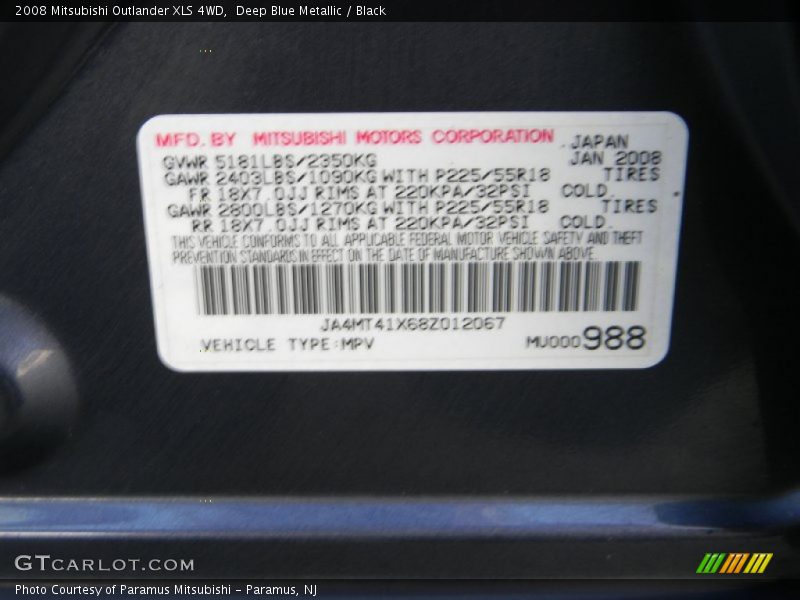 2008 Mitsubishi Outlander XLS 4WD,  Deep Blue Metallic / Black
MFD. BY MITSUBISHI MOTORS CORPORATION JAPAN
GVWR 5181LBS/2350KG JAN 2008
GAWR 2403LBS/1090KG WITH P225/55R18 TIRES
FR 18X7.0JJ RIMS AT 220KPA/32PSI COLD.
GAWR 2800LBS/1270KG WITH P225/55R18 TIRES
RR 18X7.0JJ RIMS AT 220KPA/32PSI COLD.
THIS VEHICLE CONFORMS TO ALL APPLICABLE FEDERAL MOTOR VEHICLE SAFETY AND THEFT
PREVENTION STANDARDS IN EFFECT ON THE DATE OF MANUFACTURE SHOWN ABOVE.
JA4MT41X68Z012067
VEHICLE TYPE:MPV MU000988
GTCARLOT.COM
Photo Courtesy of Paramus Mitsubishi - Paramus, NJ